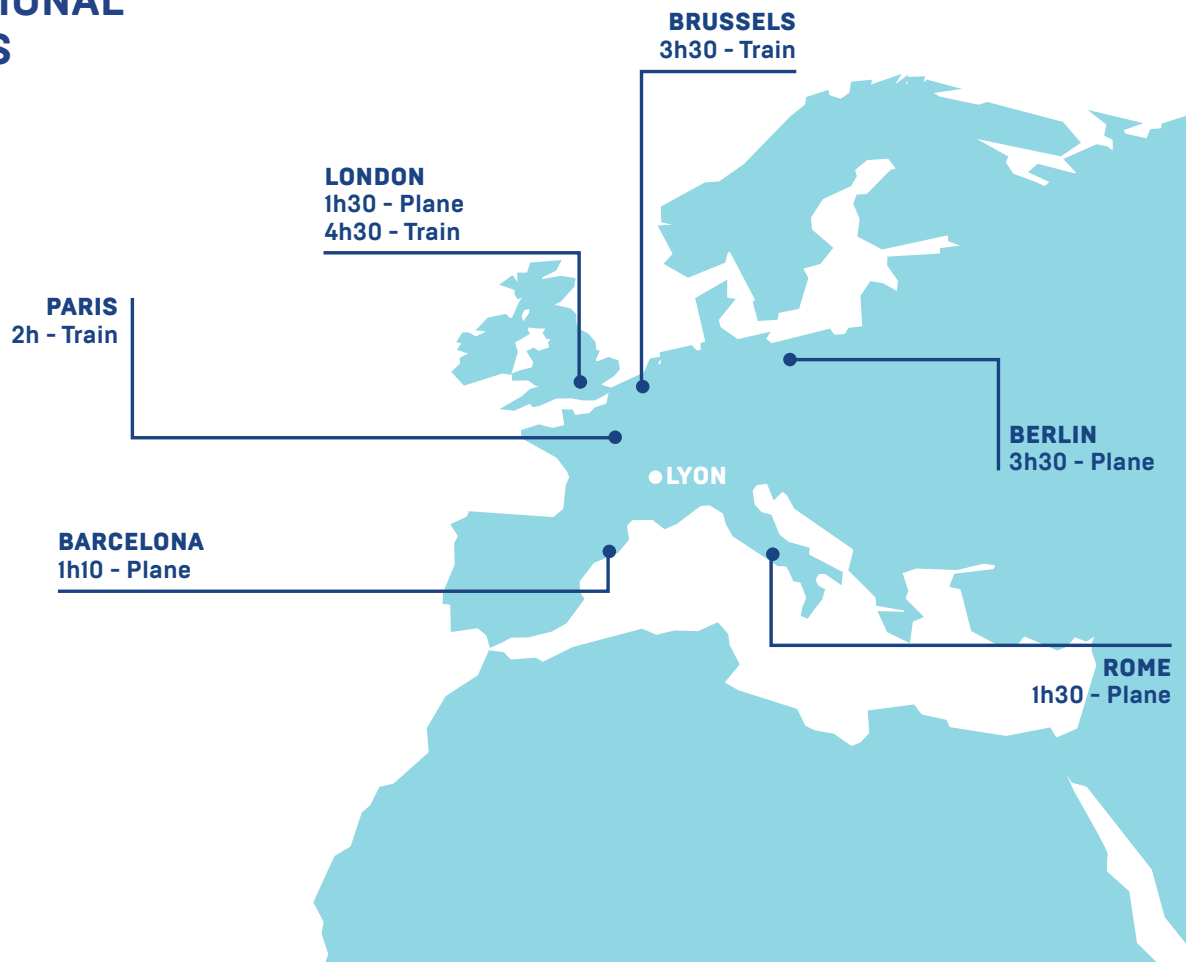 BRUSSELS
3h30 - Train
LONDON
1h30 - Plane
4h30 - Train
PARIS
2h - Train
BERLIN
3h30 - Plane
LYON
BARCELONA
1h10 - Plane
ROME
1h30 - Plane